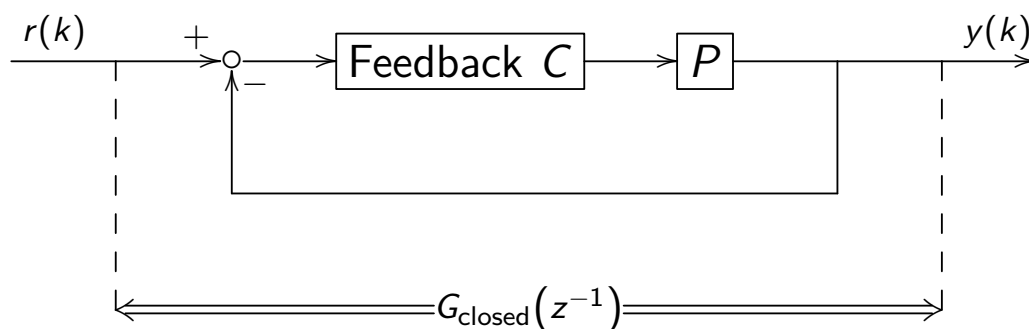 r(k)
+
−
Feedback C
P
y(k)
G_closed(z^{-1})